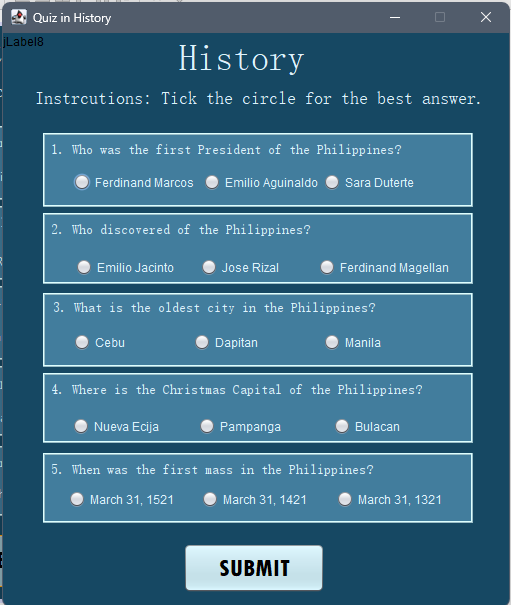 Quiz in History
jLabel8
History
Instrcutions: Tick the circle for the best answer.
1. Who was the first President of the Philippines?
Ferdinand Marcos Emilio Aguinaldo Sara Duterte
2. Who discovered of the Philippines?
Emilio Jacinto Jose Rizal Ferdinand Magellan
3. What is the oldest city in the Philippines?
Cebu Dapitan Manila
4. Where is the Christmas Capital of the Philippines?
Nueva Ecija Pampanga Bulacan
5. When was the first mass in the Philippines?
March 31, 1521 March 31, 1421 March 31, 1321
SUBMIT